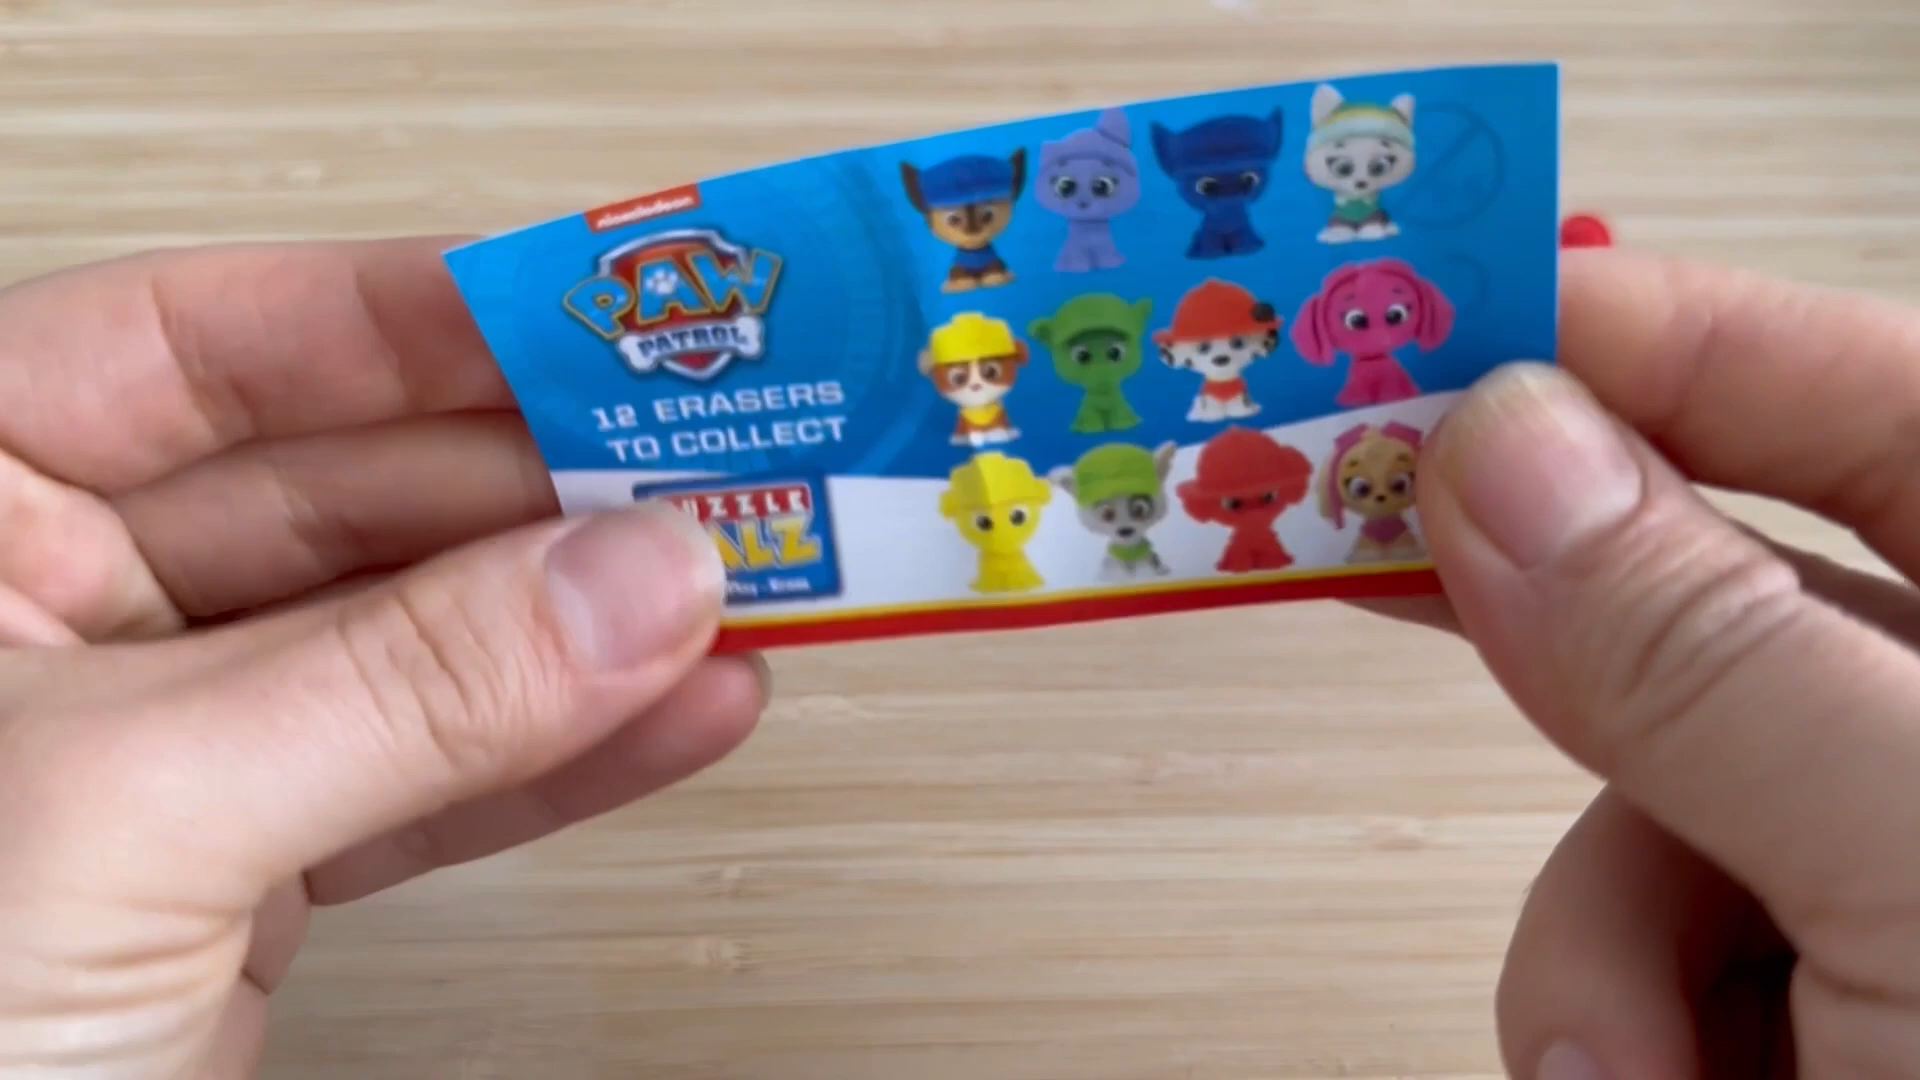 nickelodeon
PAW
PATROL
12 ERASERS
TO COLLECT